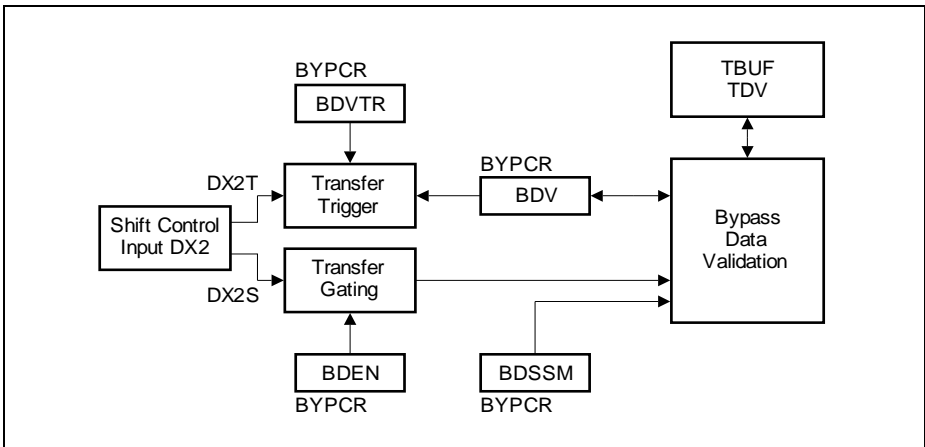 BYPCR
BDVTR
TBUF
TDV
DX2T
Transfer
Trigger
BYPCR
BDV
Shift Control
Input DX2
Bypass
Data
Validation
DX2S
Transfer
Gating
BDEN
BYPCR
BDSSM
BYPCR